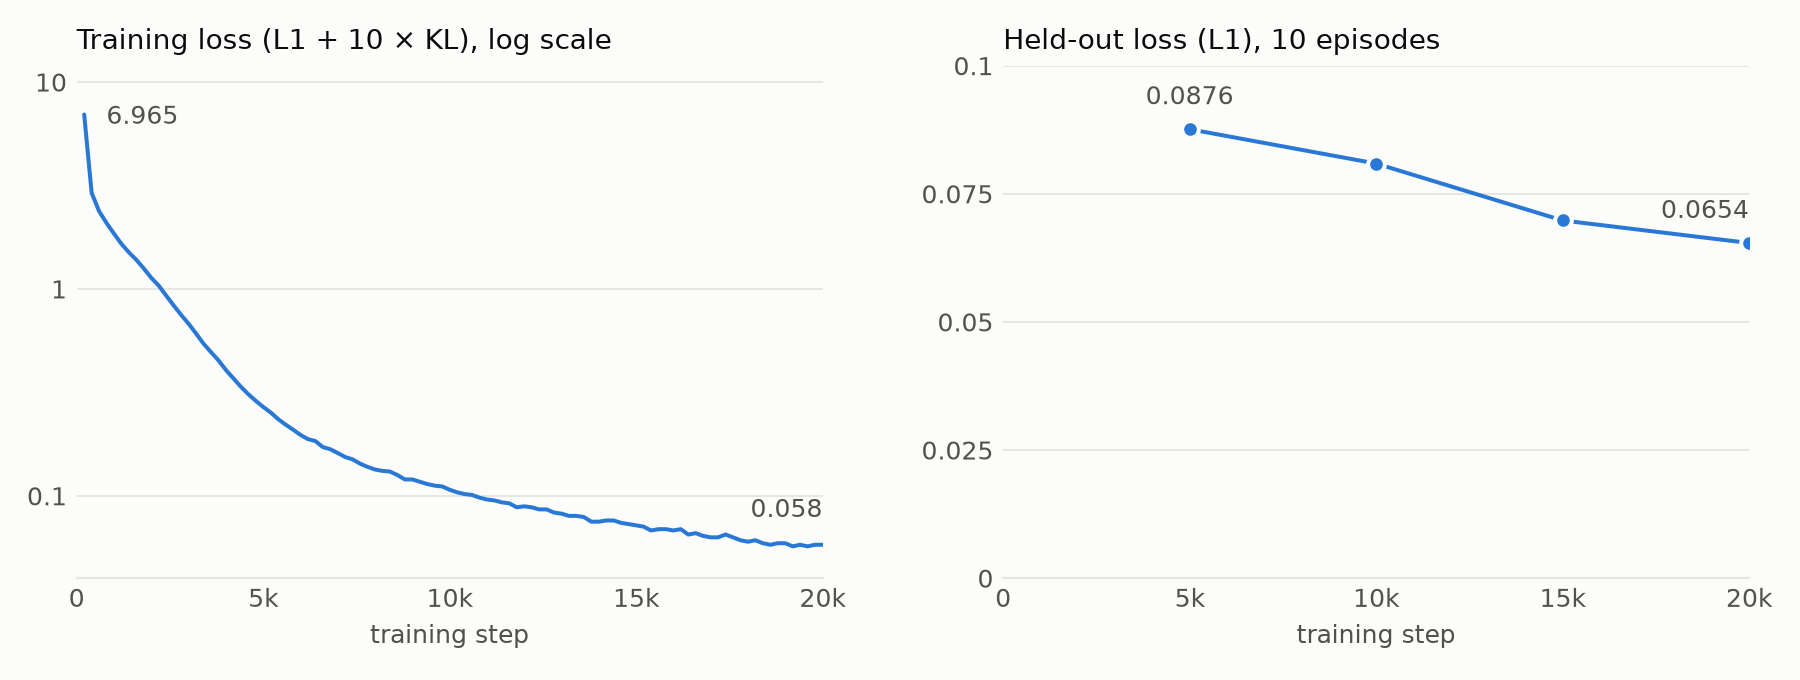 Training loss (L1 + 10 × KL), log scale
10
6.965
1
0.1
0.058
0 5k 10k 15k 20k
training step
Held-out loss (L1), 10 episodes
0.1
0.0876
0.075
0.0654
0.05
0.025
0
0 5k 10k 15k 20k
training step